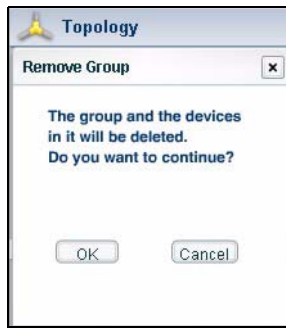 Topology
Remove Group
The group and the devices
in it will be deleted.
Do you want to continue?
OK Cancel